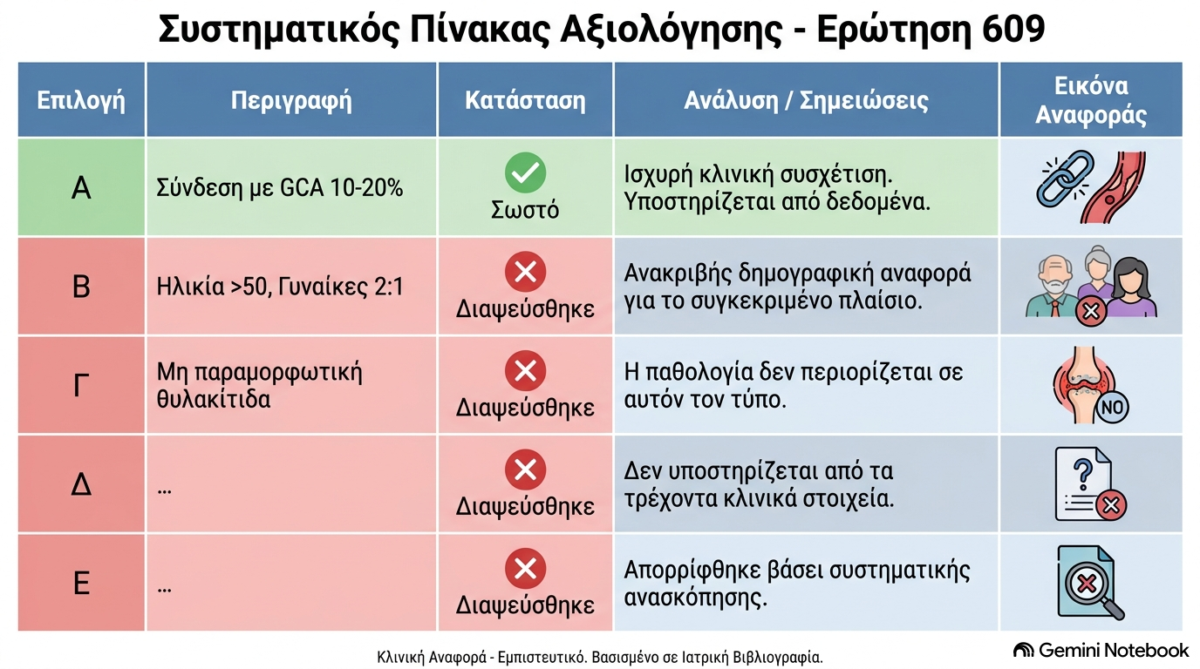 Συστηματικός Πίνακας Αξιολόγησης - Ερώτηση 609
Επιλογή
Περιγραφή
Κατάσταση
Ανάλυση / Σημειώσεις
Εικόνα
Αναφοράς
Α
Σύνδεση με GCA 10-20%
Σωστό
Ισχυρή κλινική συσχέτιση.
Υποστηρίζεται από δεδομένα.
Β
Ηλικία >50, Γυναίκες 2:1
Διαψεύσθηκε
Ανακριβής δημογραφική αναφορά
για το συγκεκριμένο πλαίσιο.
Γ
Μη παραμορφωτική
θυλακίτιδα
Διαψεύσθηκε
Η παθολογία δεν περιορίζεται σε
αυτόν τον τύπο.
NO
Δ
...
Διαψεύσθηκε
Δεν υποστηρίζεται από τα
τρέχοντα κλινικά στοιχεία.
?
Ε
...
Διαψεύσθηκε
Απορρίφθηκε βάσει συστηματικής
ανασκόπησης.
Κλινική Αναφορά - Εμπιστευτικό. Βασισμένο σε Ιατρική Βιβλιογραφία.
Gemini Notebook